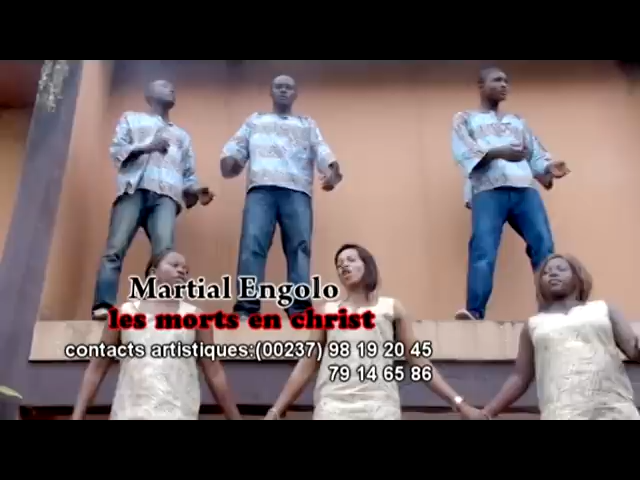 Martial Engolo
les morts en christ
contacts artistiques:(00237) 98 19 20 45
79 14 65 86